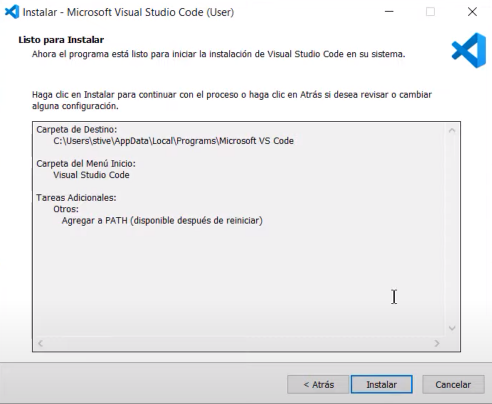 Instalar - Microsoft Visual Studio Code (User)
Listo para Instalar
Ahora el programa está listo para iniciar la instalación de Visual Studio Code en su sistema.
Haga clic en Instalar para continuar con el proceso o haga clic en Atrás si desea revisar o cambiar
alguna configuración.
Carpeta de Destino:
C:\Users\stive\AppData\Local\Programs\Microsoft VS Code
Carpeta del Menú Inicio:
Visual Studio Code
Tareas Adicionales:
Otros:
Agregar a PATH (disponible después de reiniciar)
< Atrás
Instalar
Cancelar